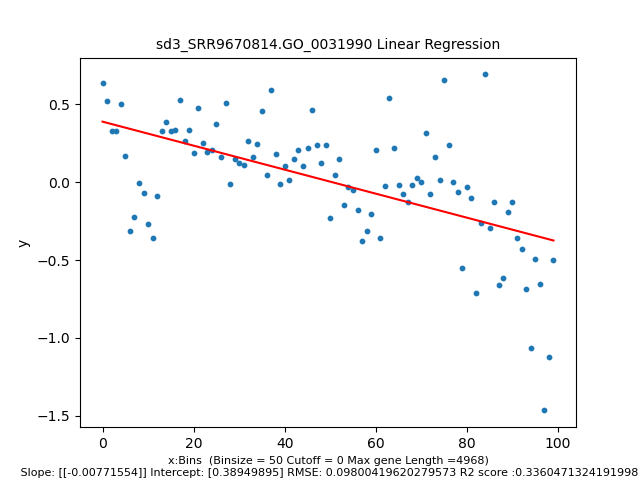 sd3_SRR9670814.GO_0031990 Linear Regression
0.5
0.0
−0.5
−1.0
−1.5
y
0 20 40 60 80 100
x:Bins (Binsize = 50 Cutoff = 0 Max gene Length =4968)
Slope: [[-0.00771554]] Intercept: [0.38949895] RMSE: 0.09800419620279573 R2 score :0.3360471324191998